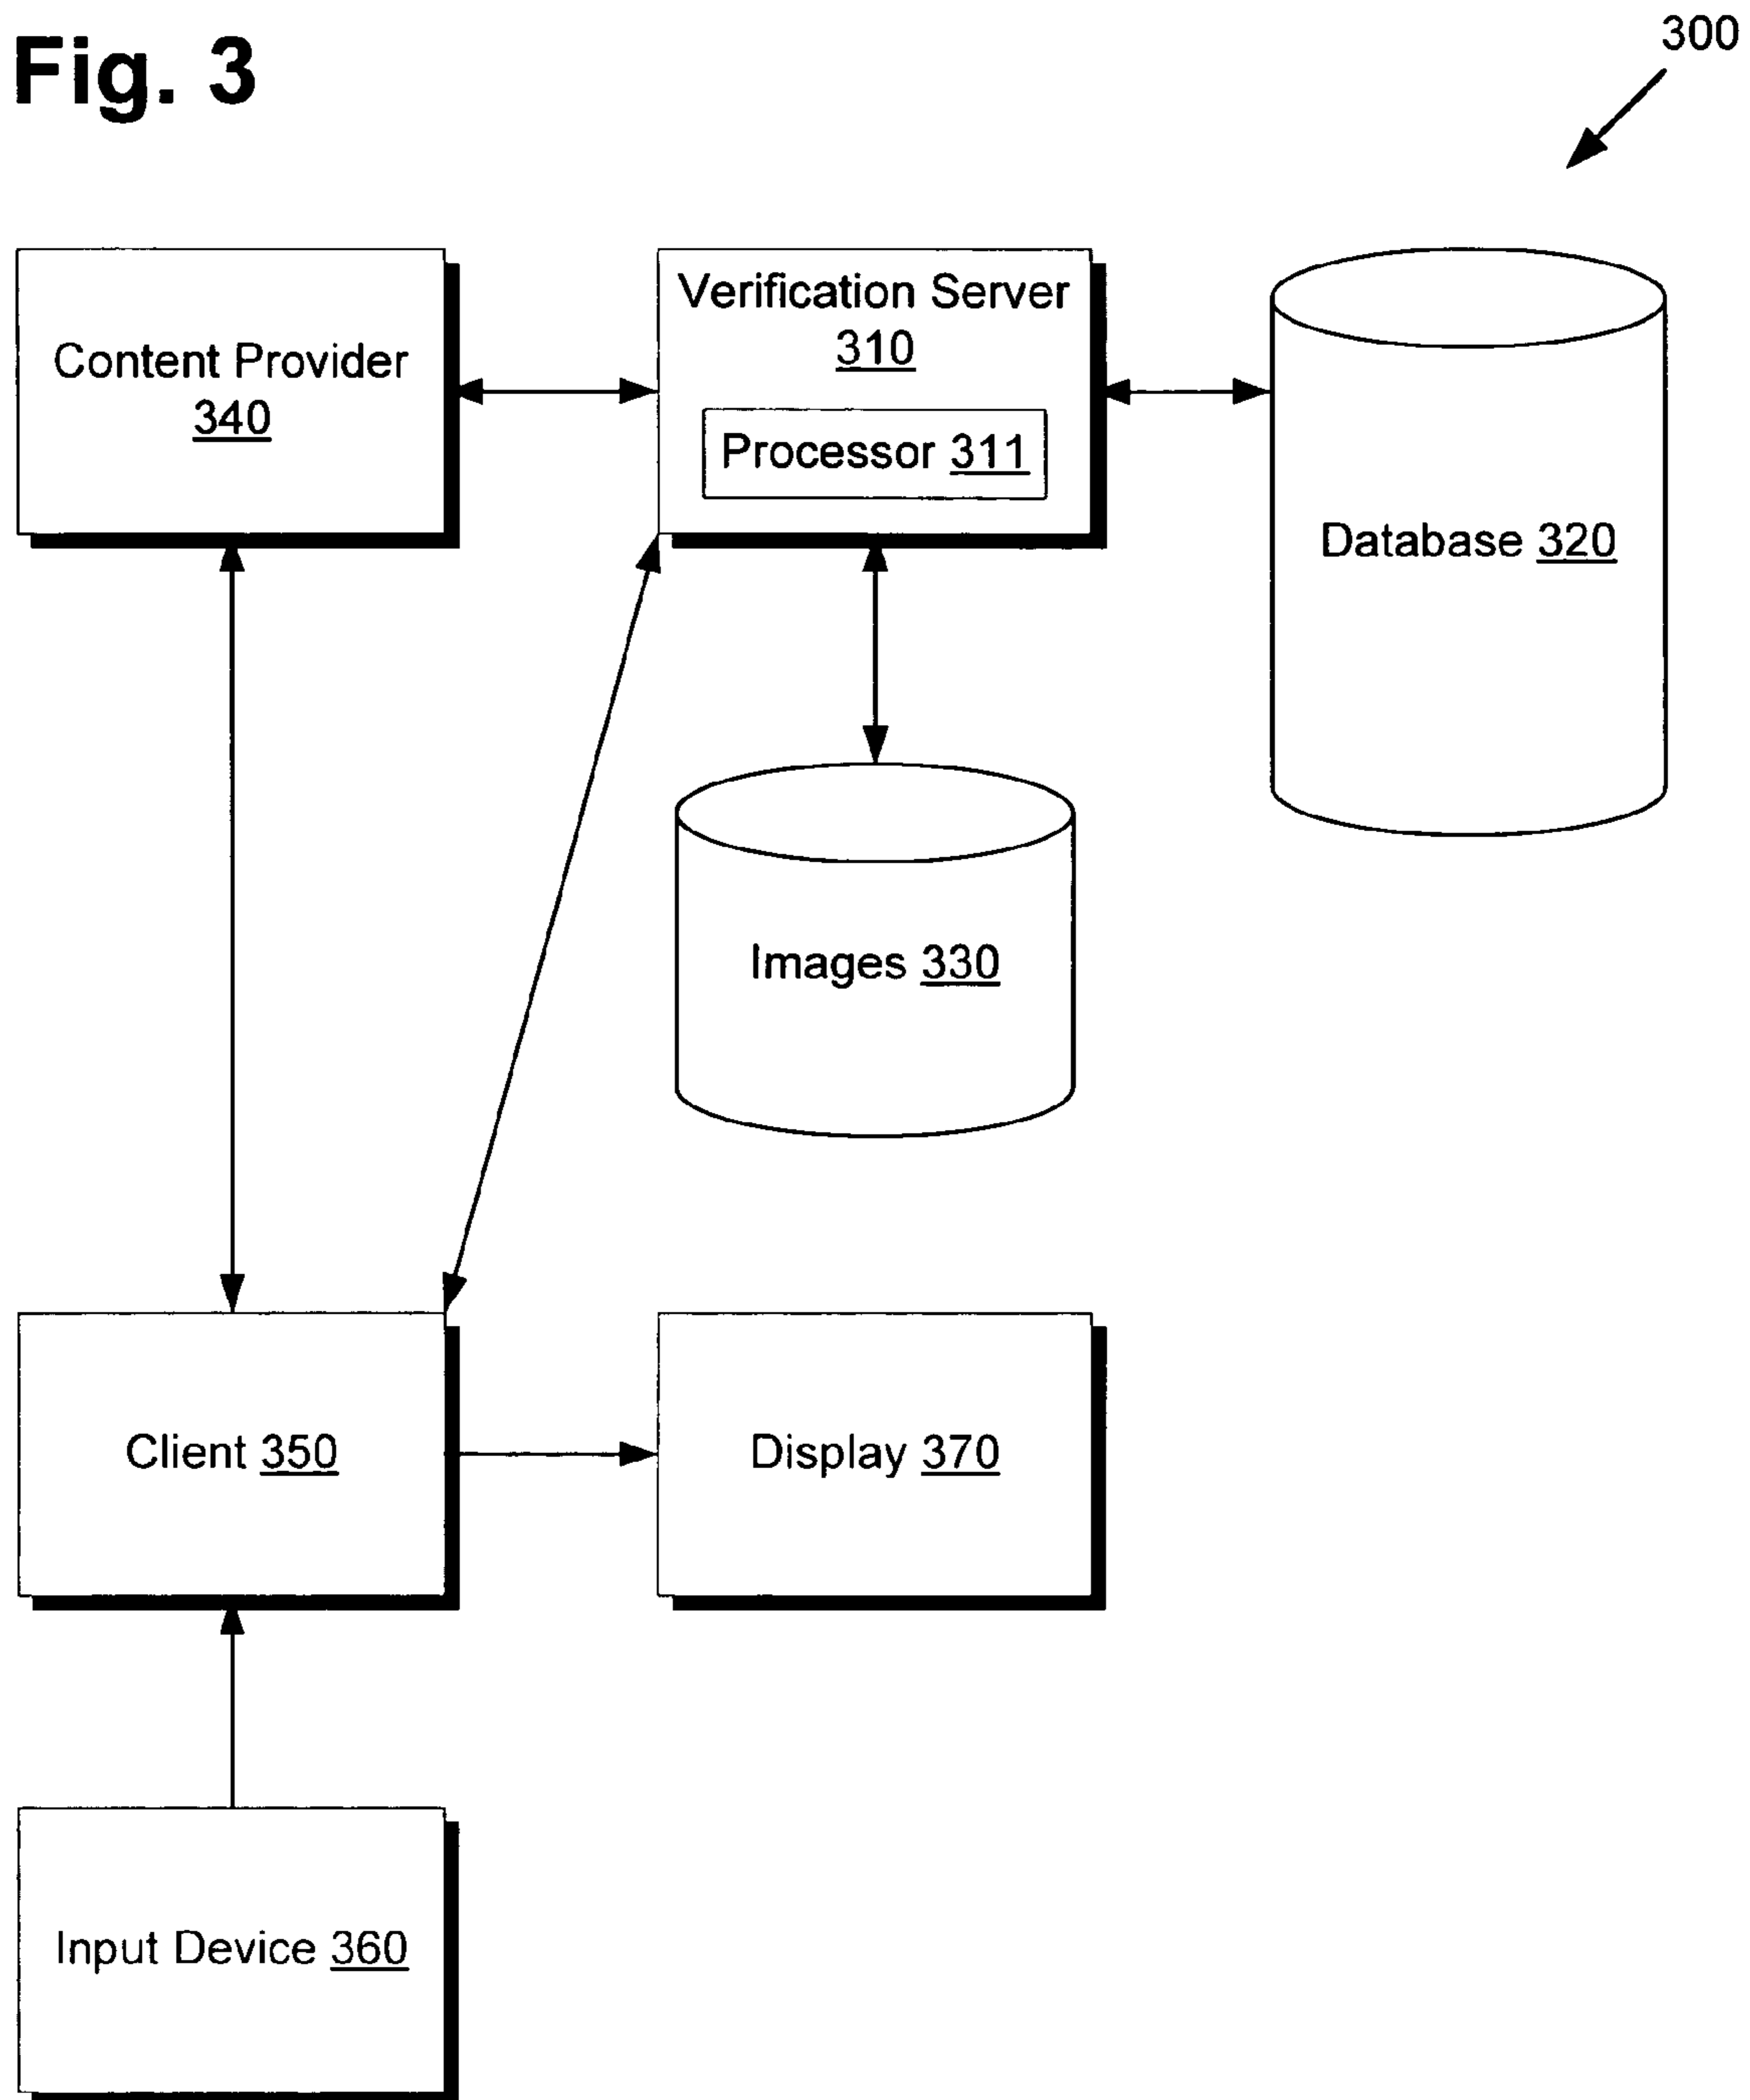 Fig. 3
300
Content Provider
340
Verification Server
310
Processor 311
Database 320
Images 330
Client 350
Display 370
Input Device 360